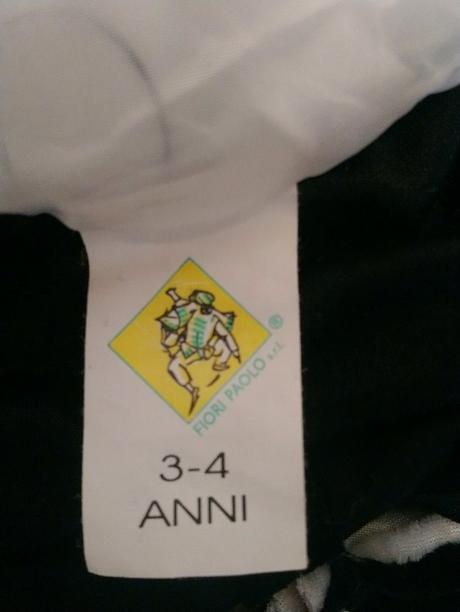 FIORI PAOLO s.r.l. ®
3-4
ANNI